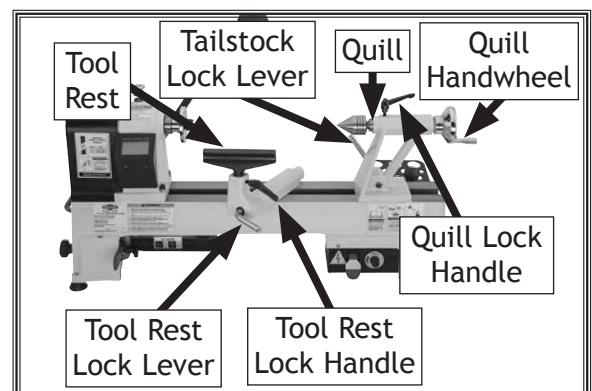 Tailstock
Lock Lever
Quill
Quill
Handwheel
Tool
Rest
Quill Lock
Handle
Tool Rest
Lock Lever
Tool Rest
Lock Handle